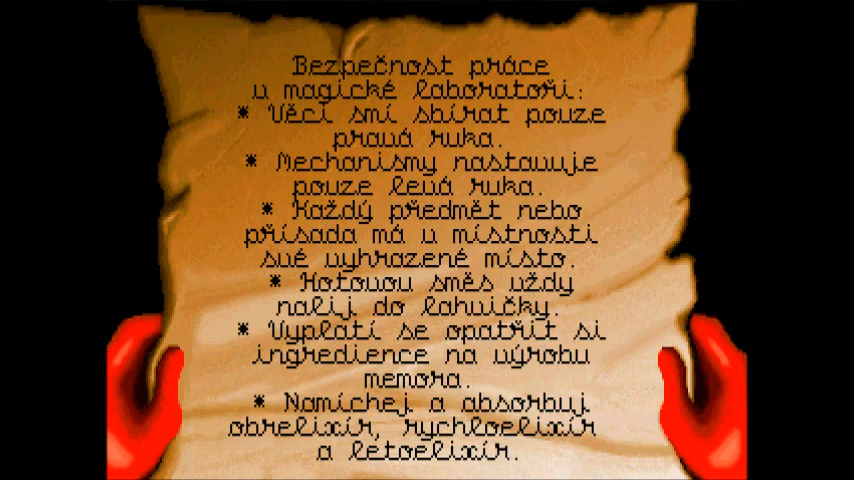 Bezpečnost práce
v magické laboratoři:
* Věci smí sbírat pouze
pravá ruka.
* Mechanismy nastavuje
pouze levá ruka.
* Každý předmět nebo
přísada má v místnosti
své vyhrazené místo.
* Hotovou směs vždy
nalij do lahvičky.
* Vyplatí se opatřit si
ingredience na výrobu
memora.
* Namíchej a absorbuj
obrelixír, rychloelixír
a letoelixír.